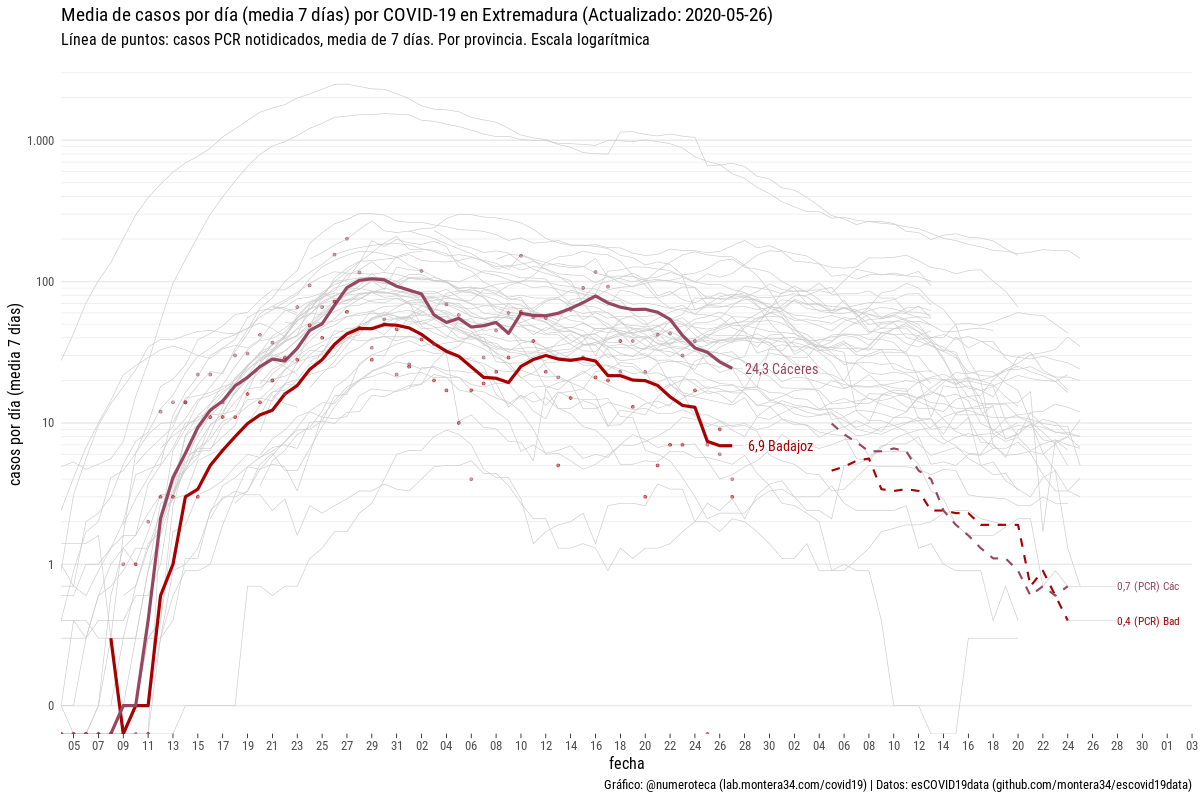 Media de casos por día (media 7 días) por COVID-19 en Extremadura (Actualizado: 2020-05-26)
Línea de puntos: casos PCR notidicados, media de 7 días. Por provincia. Escala logarítmica
casos por día (media 7 días)
1.000
100
10
1
0
24,3 Cáceres
6,9 Badajoz
0,7 (PCR) Các
0,4 (PCR) Bad
05 07 09 11 13 15 17 19 21 23 25 27 29 31 02 04 06 08 10 12 14 16 18 20 22 24 26 28 30 02 04 06 08 10 12 14 16 18 20 22 24 26 28 30 01 03
fecha
Gráfico: @numeroteca (lab.montera34.com/covid19) | Datos: esCOVID19data (github.com/montera34/escovid19data)